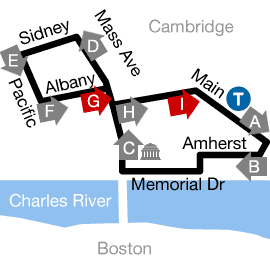 Sidney
Cambridge
Mass Ave
D
E
Main
Albany
Pacific
G
I
T
F
H
A
C
Amherst
B
Memorial Dr
Charles River
Boston